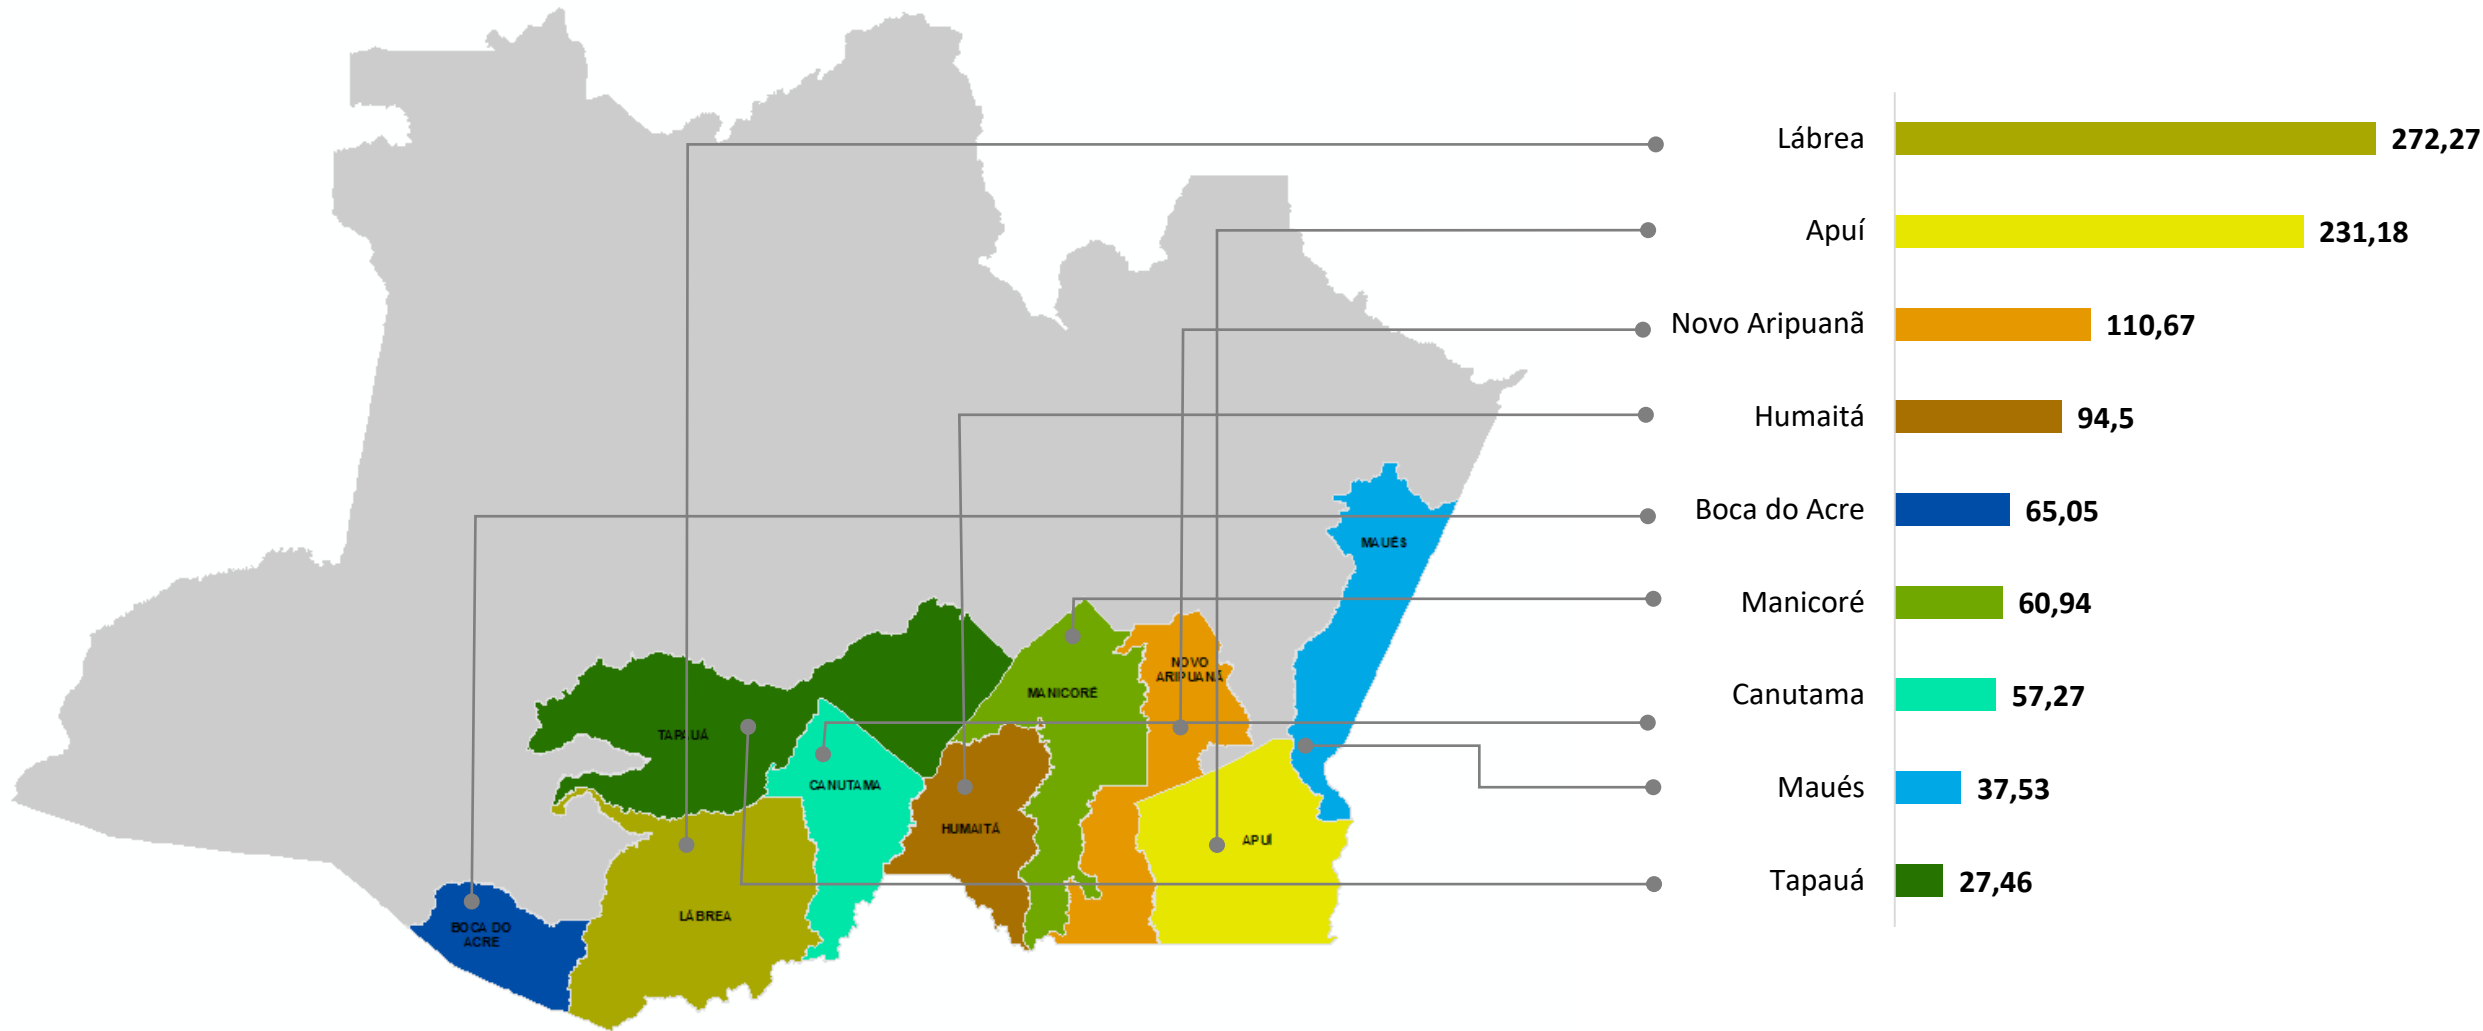 Lábrea 272,27
Apuí 231,18
Novo Aripuanã 110,67
Humaitá 94,5
Boca do Acre 65,05
Manicoré 60,94
Canutama 57,27
Maués 37,53
Tapauá 27,46
MAUÉS
NOVO
ARIPUANÃ
MANICORÉ
TAPAUÁ
CANUTAMA
HUMAITÁ
APUÍ
LÁBREA
BOCA DO
ACRE